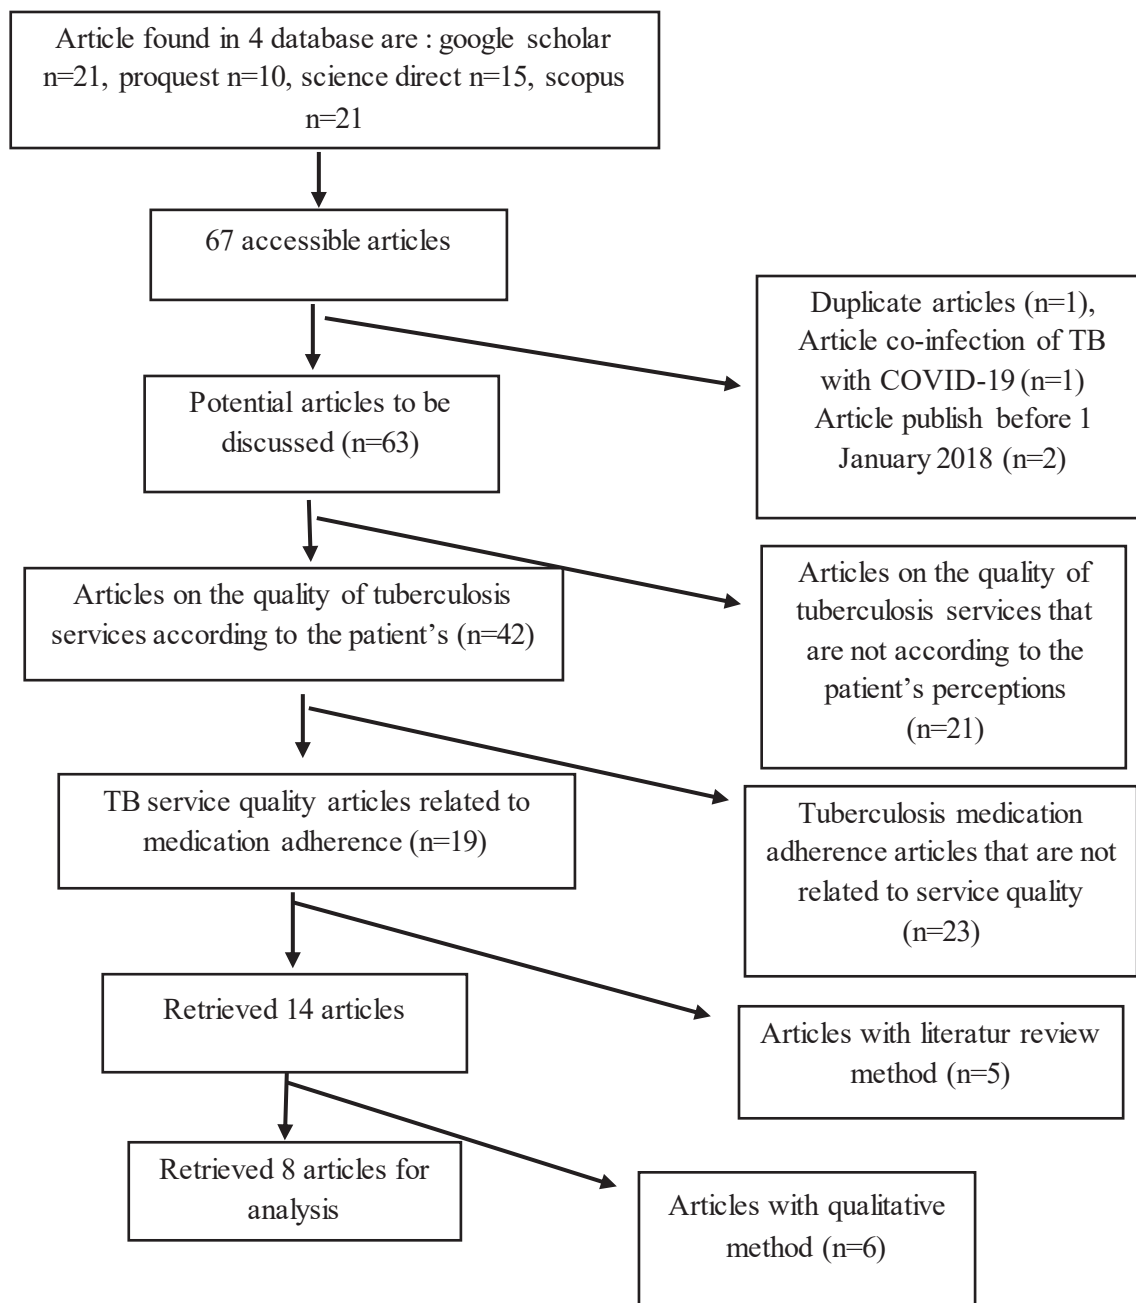 Article found in 4 database are : google scholar
n=21, proquest n=10, science direct n=15, scopus
n=21
67 accessible articles
Duplicate articles (n=1),
Article co-infection of TB
with COVID-19 (n=1)
Article publish before 1
January 2018 (n=2)
Potential articles to be
discussed (n=63)
Articles on the quality of
tuberculosis services that
are not according to the
patient's perceptions
(n=21)
Articles on the quality of tuberculosis
services according to the patient's (n=42)
TB service quality articles related to
medication adherence (n=19)
Tuberculosis medication
adherence articles that are not
related to service quality
(n=23)
Retrieved 14 articles
Articles with literatur review
method (n=5)
Retrieved 8 articles for
analysis
Articles with qualitative
method (n=6)